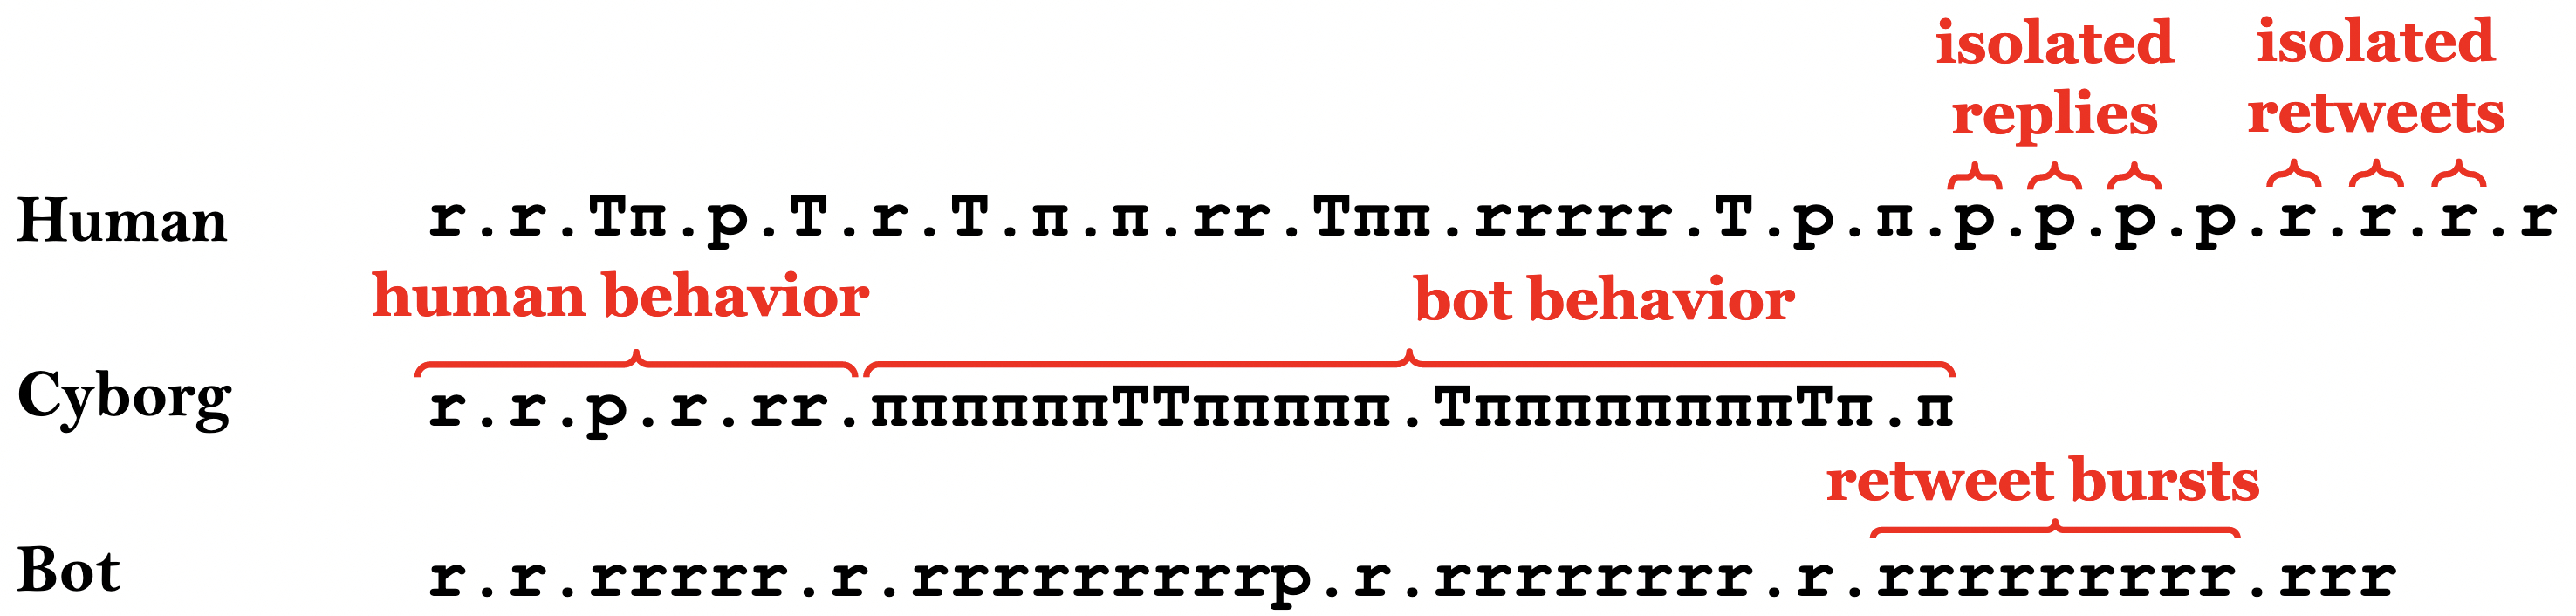 isolated
replies
isolated
retweets
Human r.r.Tп.p.T.r.T.п.п.rr.Tпп.rrrrr.T.p.п.p.p.p.p.r.r.r.r
human behavior
bot behavior
Cyborg r.r.p.r.rr.ппппппTTппппп.TппппппппTп.п
retweet bursts
Bot r.r.rrrrr.r.rrrrrrrrrp.r.rrrrrrrr.r.rrrrrrrrr.rrr